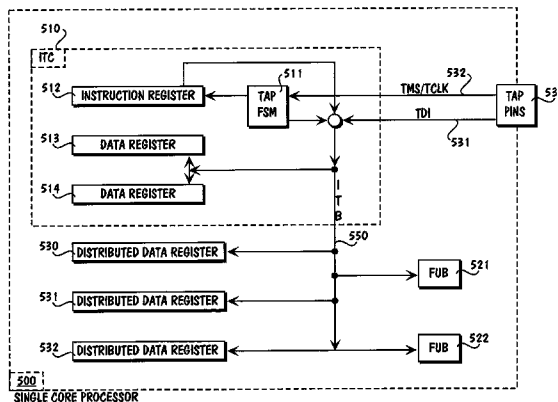 510
ITC
512
INSTRUCTION REGISTER
511
TAP
FSM
TMS/TCLK
532
TAP
PINS
53
TDI
531
513
DATA REGISTER
514
DATA REGISTER
I
T
B
550
530
DISTRIBUTED DATA REGISTER
FUB
521
531
DISTRIBUTED DATA REGISTER
532
DISTRIBUTED DATA REGISTER
FUB
522
500
SINGLE CORE PROCESSOR